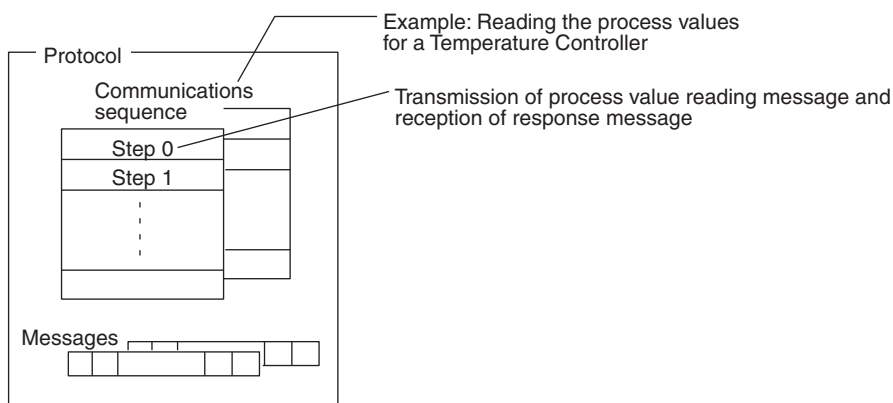 Example: Reading the process values
for a Temperature Controller
Protocol
Communications
sequence
Transmission of process value reading message and
reception of response message
Step 0
Step 1
Messages